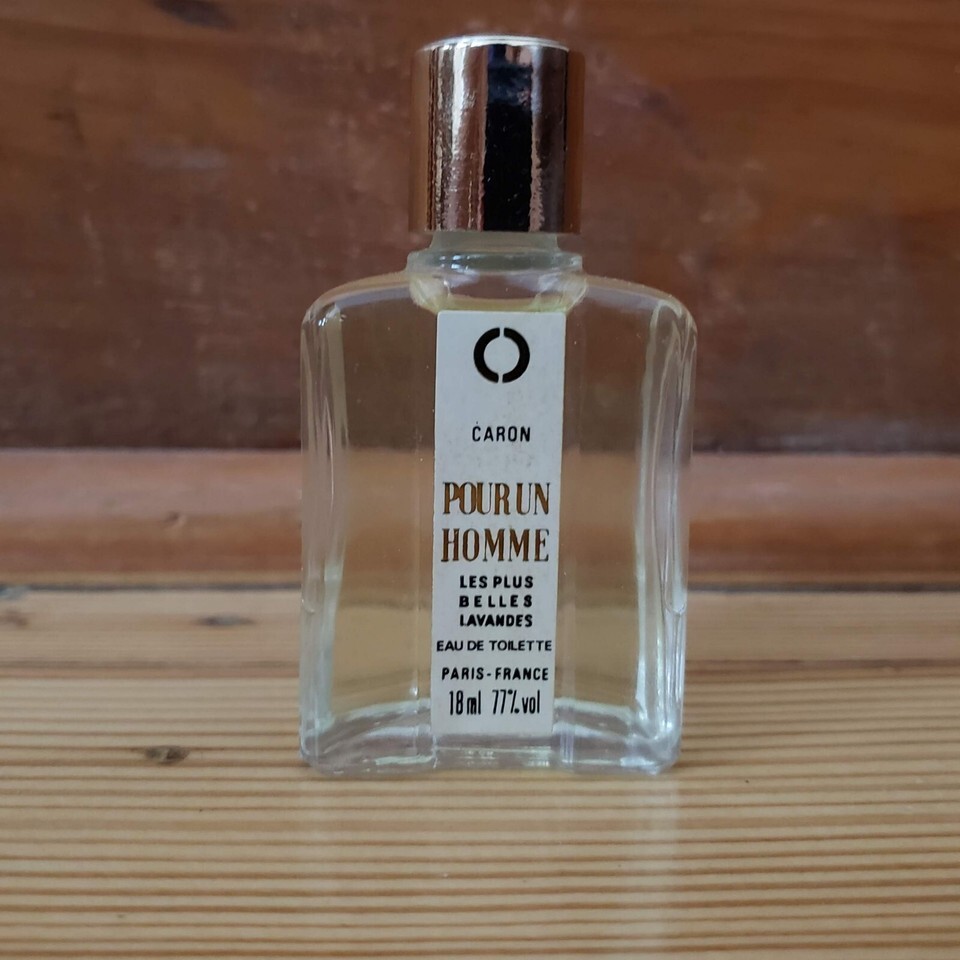 CARON
POUR UN
HOMME
LES PLUS
BELLES
LAVANDES
EAU DE TOILETTE
PARIS-FRANCE
18ml 77% vol